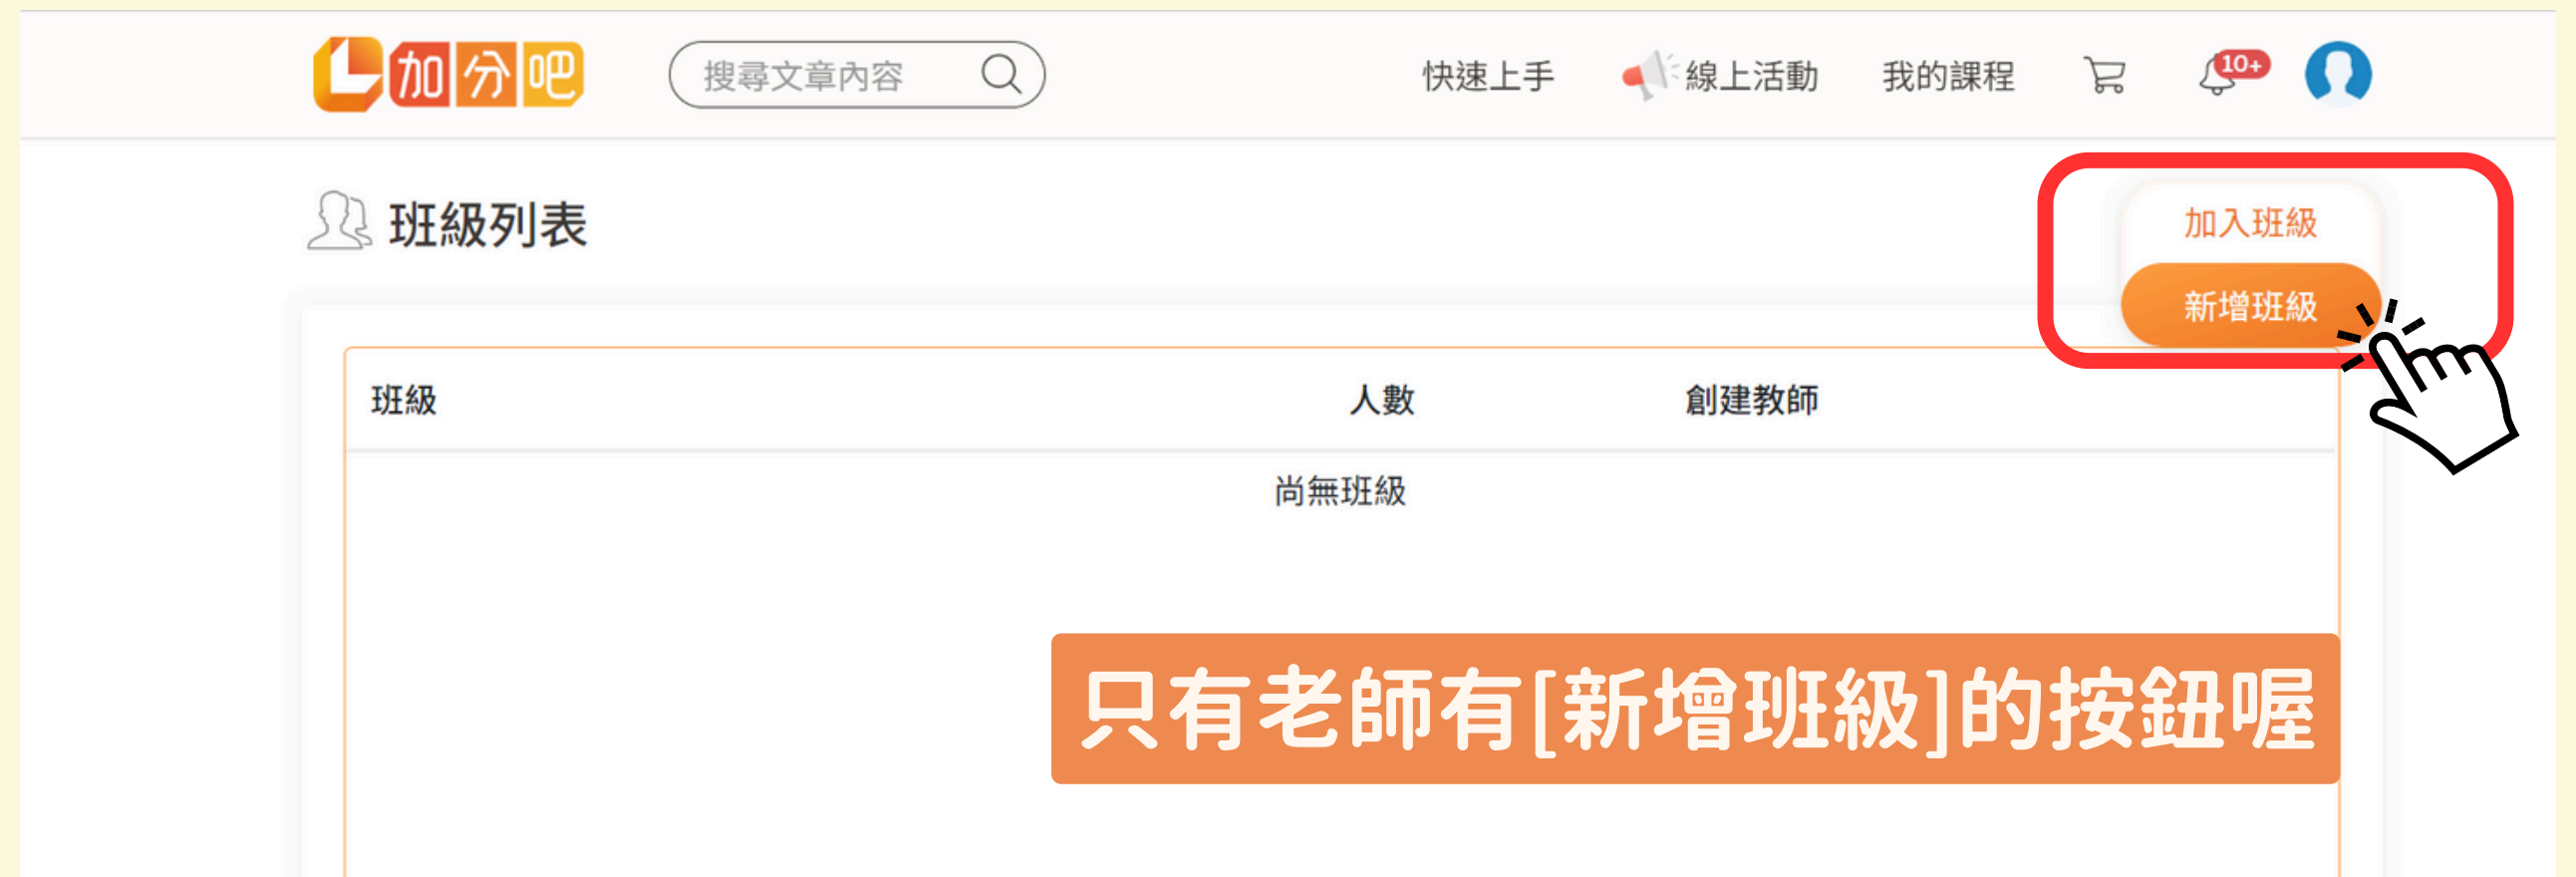 加分吧 搜尋文章內容 快速上手 線上活動 我的課程 10+
班級列表
加入班級
新增班級
班級 人數 創建教師
尚無班級
只有老師有[新增班級]的按鈕喔